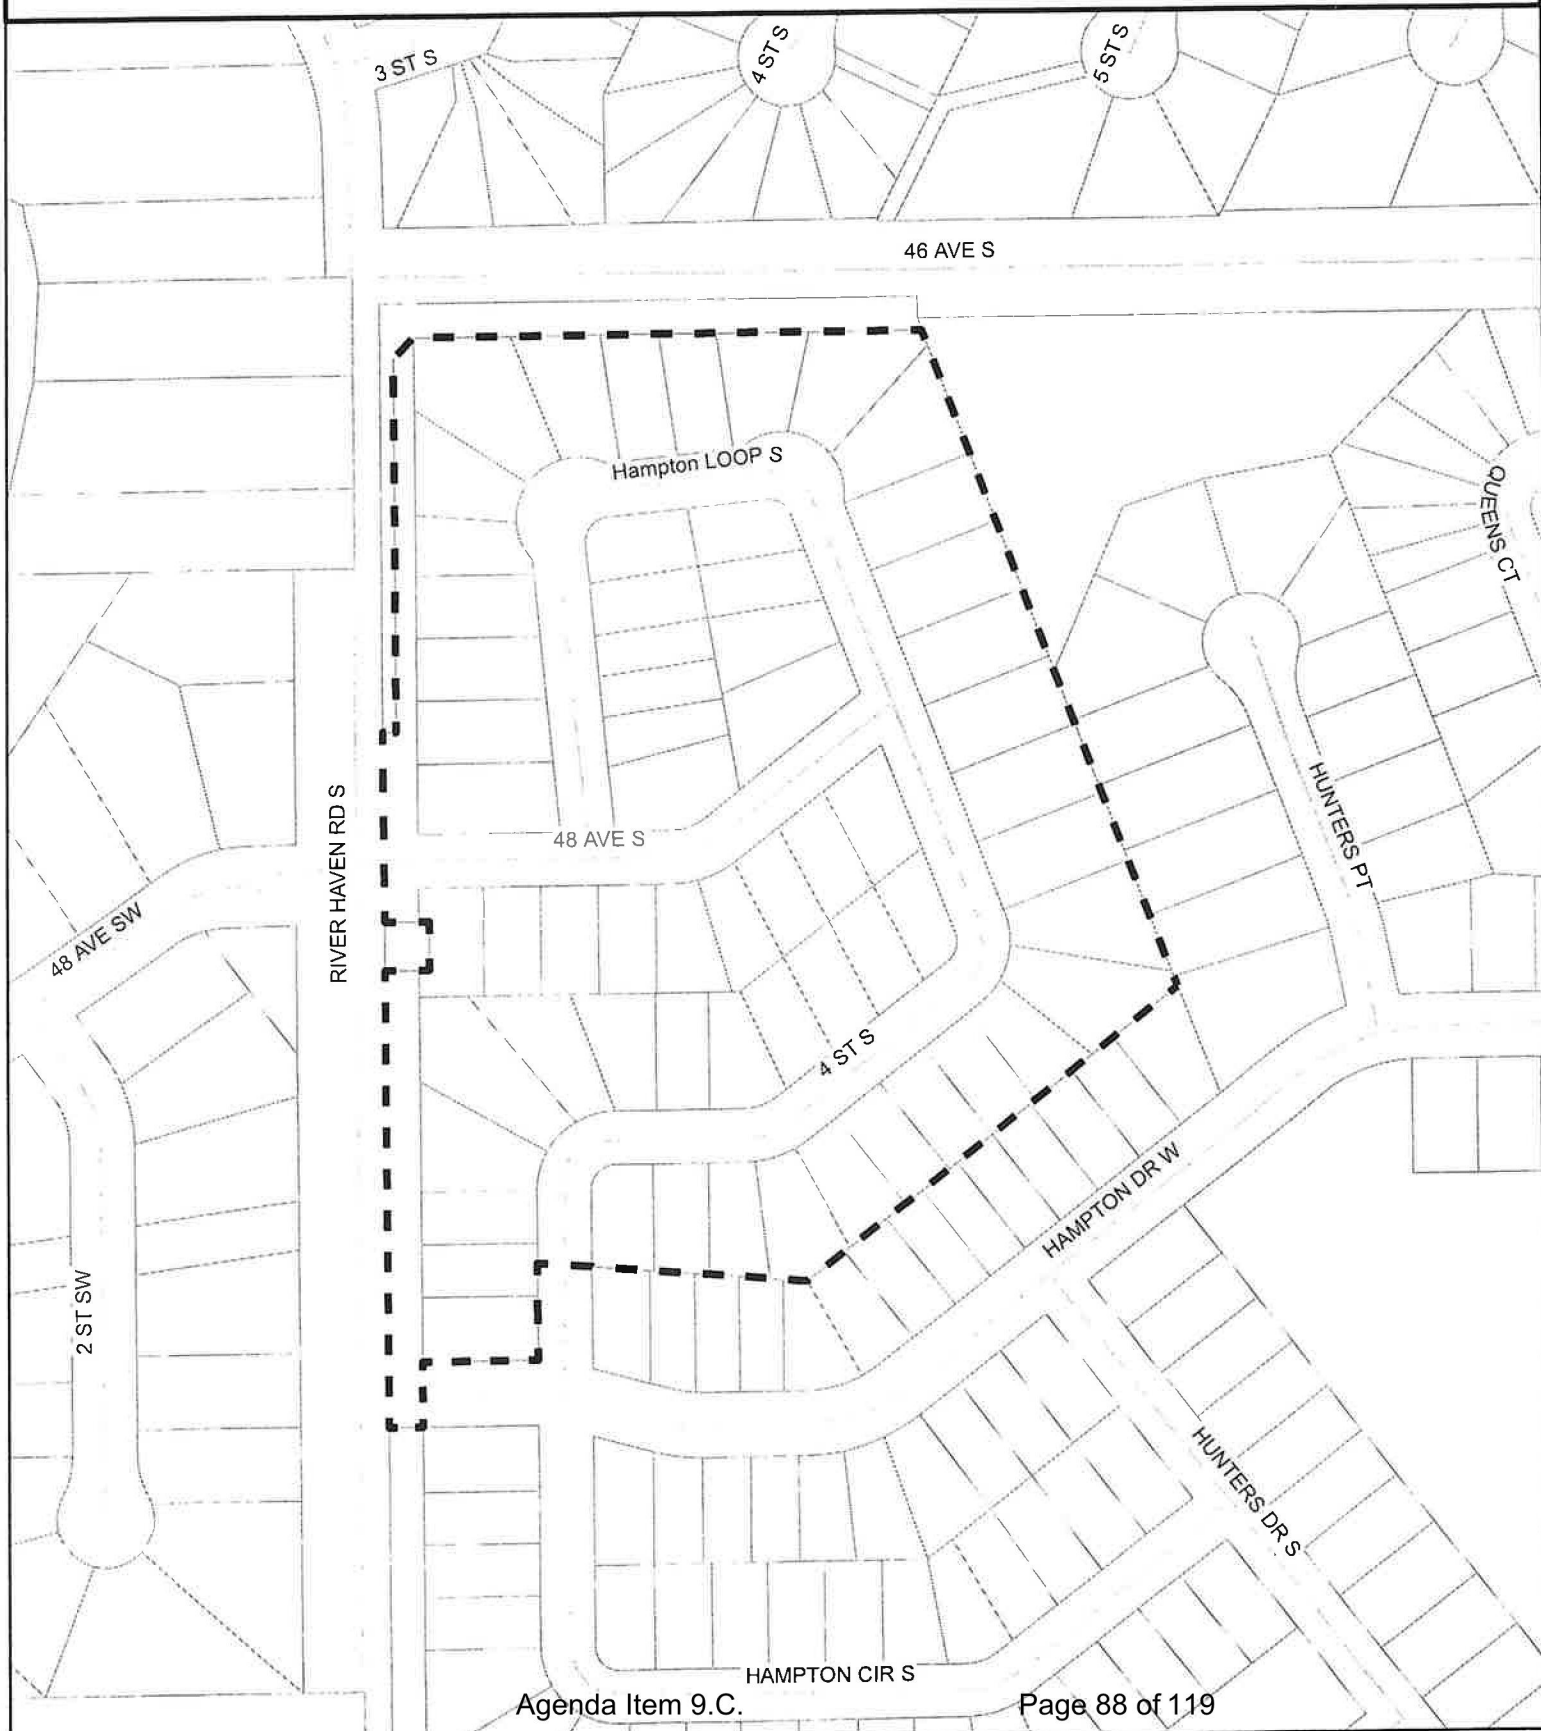 3 ST S
4 ST S
5 ST S
46 AVE S
Hampton LOOP S
QUEENS CT
HUNTERS PT
RIVER HAVEN RD S
48 AVE S
48 AVE SW
4 ST S
HAMPTON DR W
2 ST SW
HUNTERS DR S
HAMPTON CIR S
Agenda Item 9.C.
Page 88 of 119